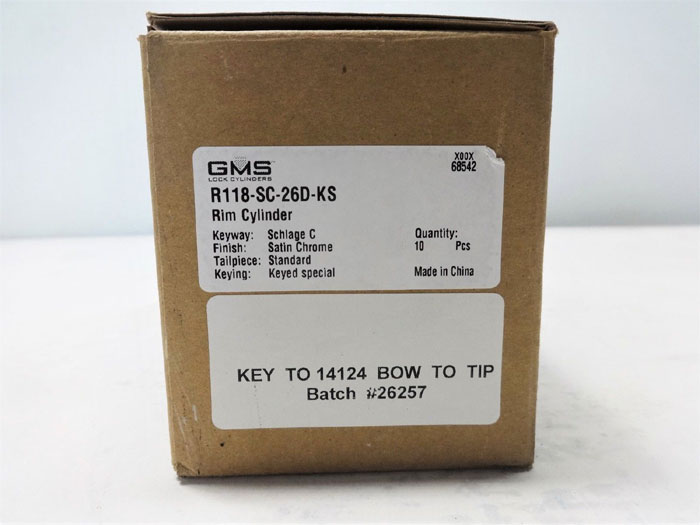 GMS
LOCK CYLINDERS
X00X
68542
R118-SC-26D-KS
Rim Cylinder
Keyway: Schlage C
Finish: Satin Chrome
Tailpiece: Standard
Keying: Keyed special
Quantity:
10 Pcs
Made in China
KEY TO 14124 BOW TO TIP
Batch #26257